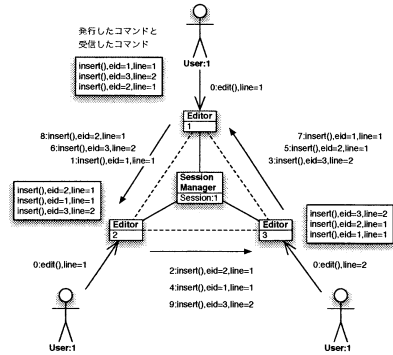 発行したコマンドと
受信したコマンド
insert(),eid=1,line=1
insert(),eid=3,line=2
insert(),eid=2,line=1
User:1
0:edit(),line=1
Editor
1
8:insert(),eid=2,line=1
6:insert(),eid=3,line=2
1:insert(),eid=1,line=1
7:insert(),eid=1,line=1
5:insert(),eid=2,line=1
3:insert(),eid=3,line=2
Session
Manager
Session:1
insert(),eid=2,line=1
insert(),eid=1,line=1
insert(),eid=3,line=2
Editor
2
Editor
3
insert(),eid=3,line=2
insert(),eid=2,line=1
insert(),eid=1,line=1
0:edit(),line=1
2:insert(),eid=2,line=1
4:insert(),eid=1,line=1
9:insert(),eid=3,line=2
0:edit(),line=2
User:1
User:1